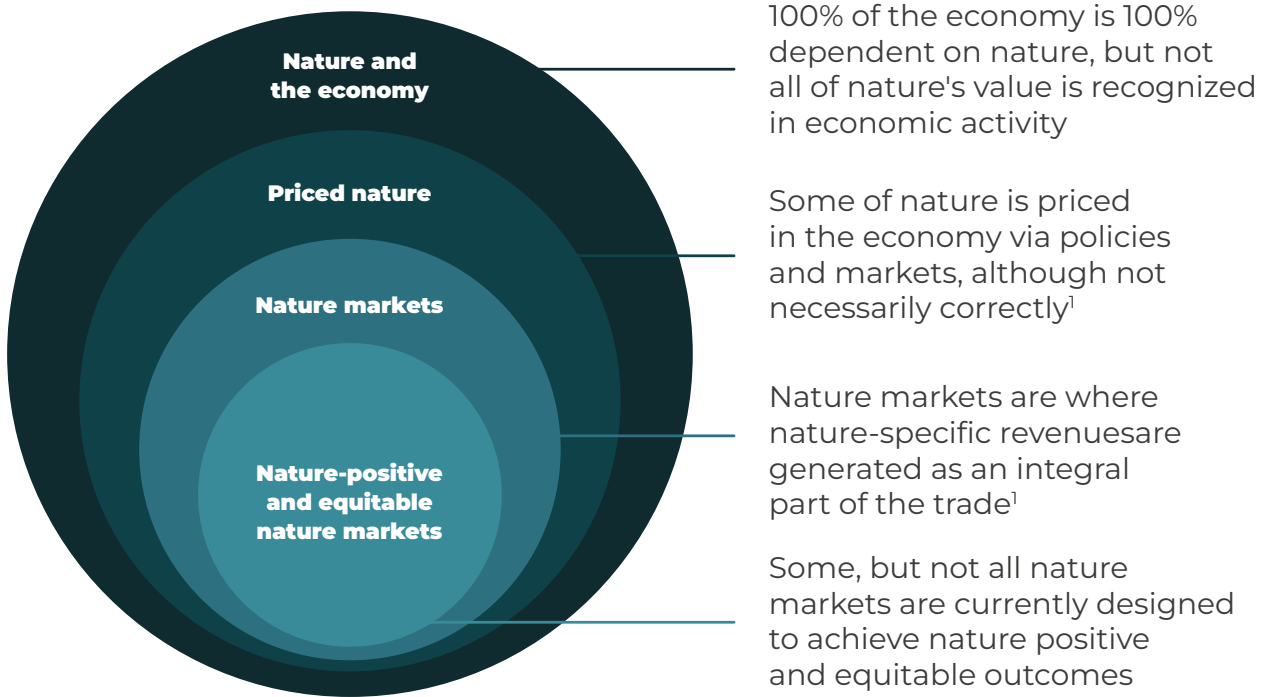 Nature and
the economy
100% of the economy is 100%
dependent on nature, but not
all of nature's value is recognized
in economic activity
Priced nature
Some of nature is priced
in the economy via policies
and markets, although not
necessarily correctly¹
Nature markets
Nature markets are where
nature-specific revenuesare
generated as an integral
part of the trade¹
Nature-positive
and equitable
nature markets
Some, but not all nature
markets are currently designed
to achieve nature positive
and equitable outcomes